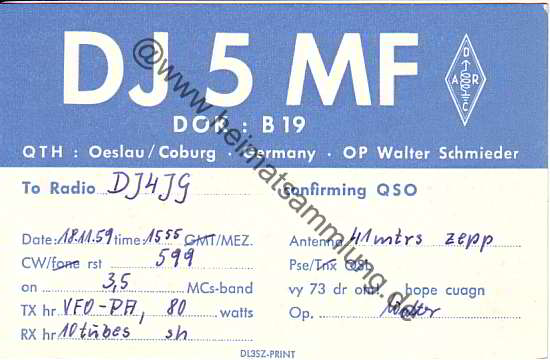 DJ 5 MF
DARC
DOK : B 19
QTH : Oeslau/Coburg · Germany · OP Walter Schmieder
To Radio DJ4JG confirming QSO
Date: 18.11.59 time: 1555 GMT/MEZ. Antenna 41 mtrs zepp
CW/fone rst 599 Pse/Tnx QSL
on 3,5 MCs-band vy 73 dr om! hope cuagn
TX hr VFO-PA, 80 watts Op. Walter
RX hr 10 tubes sh
DL3SZ-PRINT
@www.heimatsammlung.de